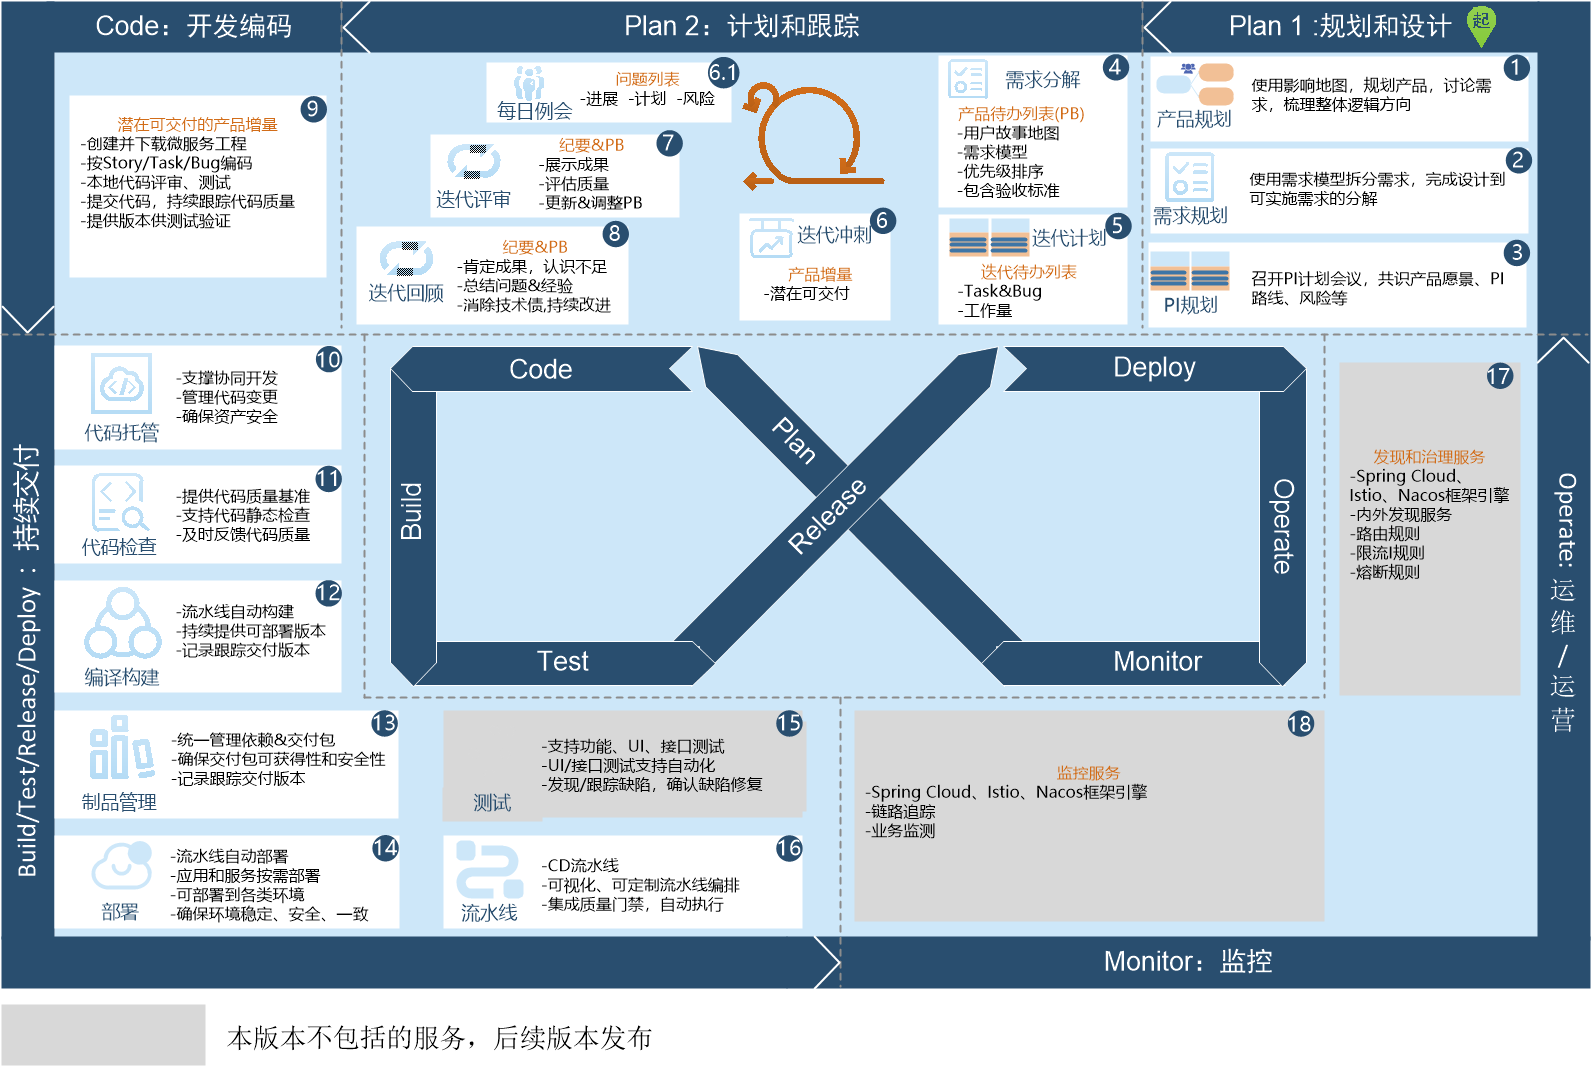 Code：开发编码
Plan 2：计划和跟踪
Plan 1 :规划和设计
起
1
产品规划
使用影响地图，规划产品，讨论需
求，梳理整体逻辑方向
2
需求规划
使用需求模型拆分需求，完成设计到
可实施需求的分解
3
PI规划
召开PI计划会议，共识产品愿景、PI
路线、风险等
4
需求分解
产品待办列表(PB)
-用户故事地图
-需求模型
-优先级排序
-包含验收标准
5
迭代计划
迭代待办列表
-Task&Bug
-工作量
6
迭代冲刺
产品增量
-潜在可交付
6.1
每日例会
问题列表
-进展 -计划 -风险
7
迭代评审
纪要&PB
-展示成果
-评估质量
-更新&调整PB
8
迭代回顾
纪要&PB
-肯定成果，认识不足
-总结问题&经验
-消除技术债,持续改进
9
潜在可交付的产品增量
-创建并下载微服务工程
-按Story/Task/Bug编码
-本地代码评审、测试
-提交代码，持续跟踪代码质量
-提供版本供测试验证
Build/Test/Release/Deploy：持续交付
10
代码托管
-支撑协同开发
-管理代码变更
-确保资产安全
11
代码检查
-提供代码质量基准
-支持代码静态检查
-及时反馈代码质量
12
编译构建
-流水线自动构建
-持续提供可部署版本
-记录跟踪交付版本
13
制品管理
-统一管理依赖&交付包
-确保交付包可获得性和安全性
-记录跟踪交付版本
14
部署
-流水线自动部署
-应用和服务按需部署
-可部署到各类环境
-确保环境稳定、安全、一致
15
测试
-支持功能、UI、接口测试
-UI/接口测试支持自动化
-发现/跟踪缺陷，确认缺陷修复
16
流水线
-CD流水线
-可视化、可定制流水线编排
-集成质量门禁，自动执行
Code
Build
Test
Plan
Release
Deploy
Operate
Monitor
17
发现和治理服务
-Spring Cloud、
Istio、Nacos框架引擎
-内外发现服务
-路由规则
-限流I规则
-熔断规则
Operate: 运维/运营
18
监控服务
-Spring Cloud、Istio、Nacos框架引擎
-链路追踪
-业务监测
Monitor：监控
本版本不包括的服务，后续版本发布